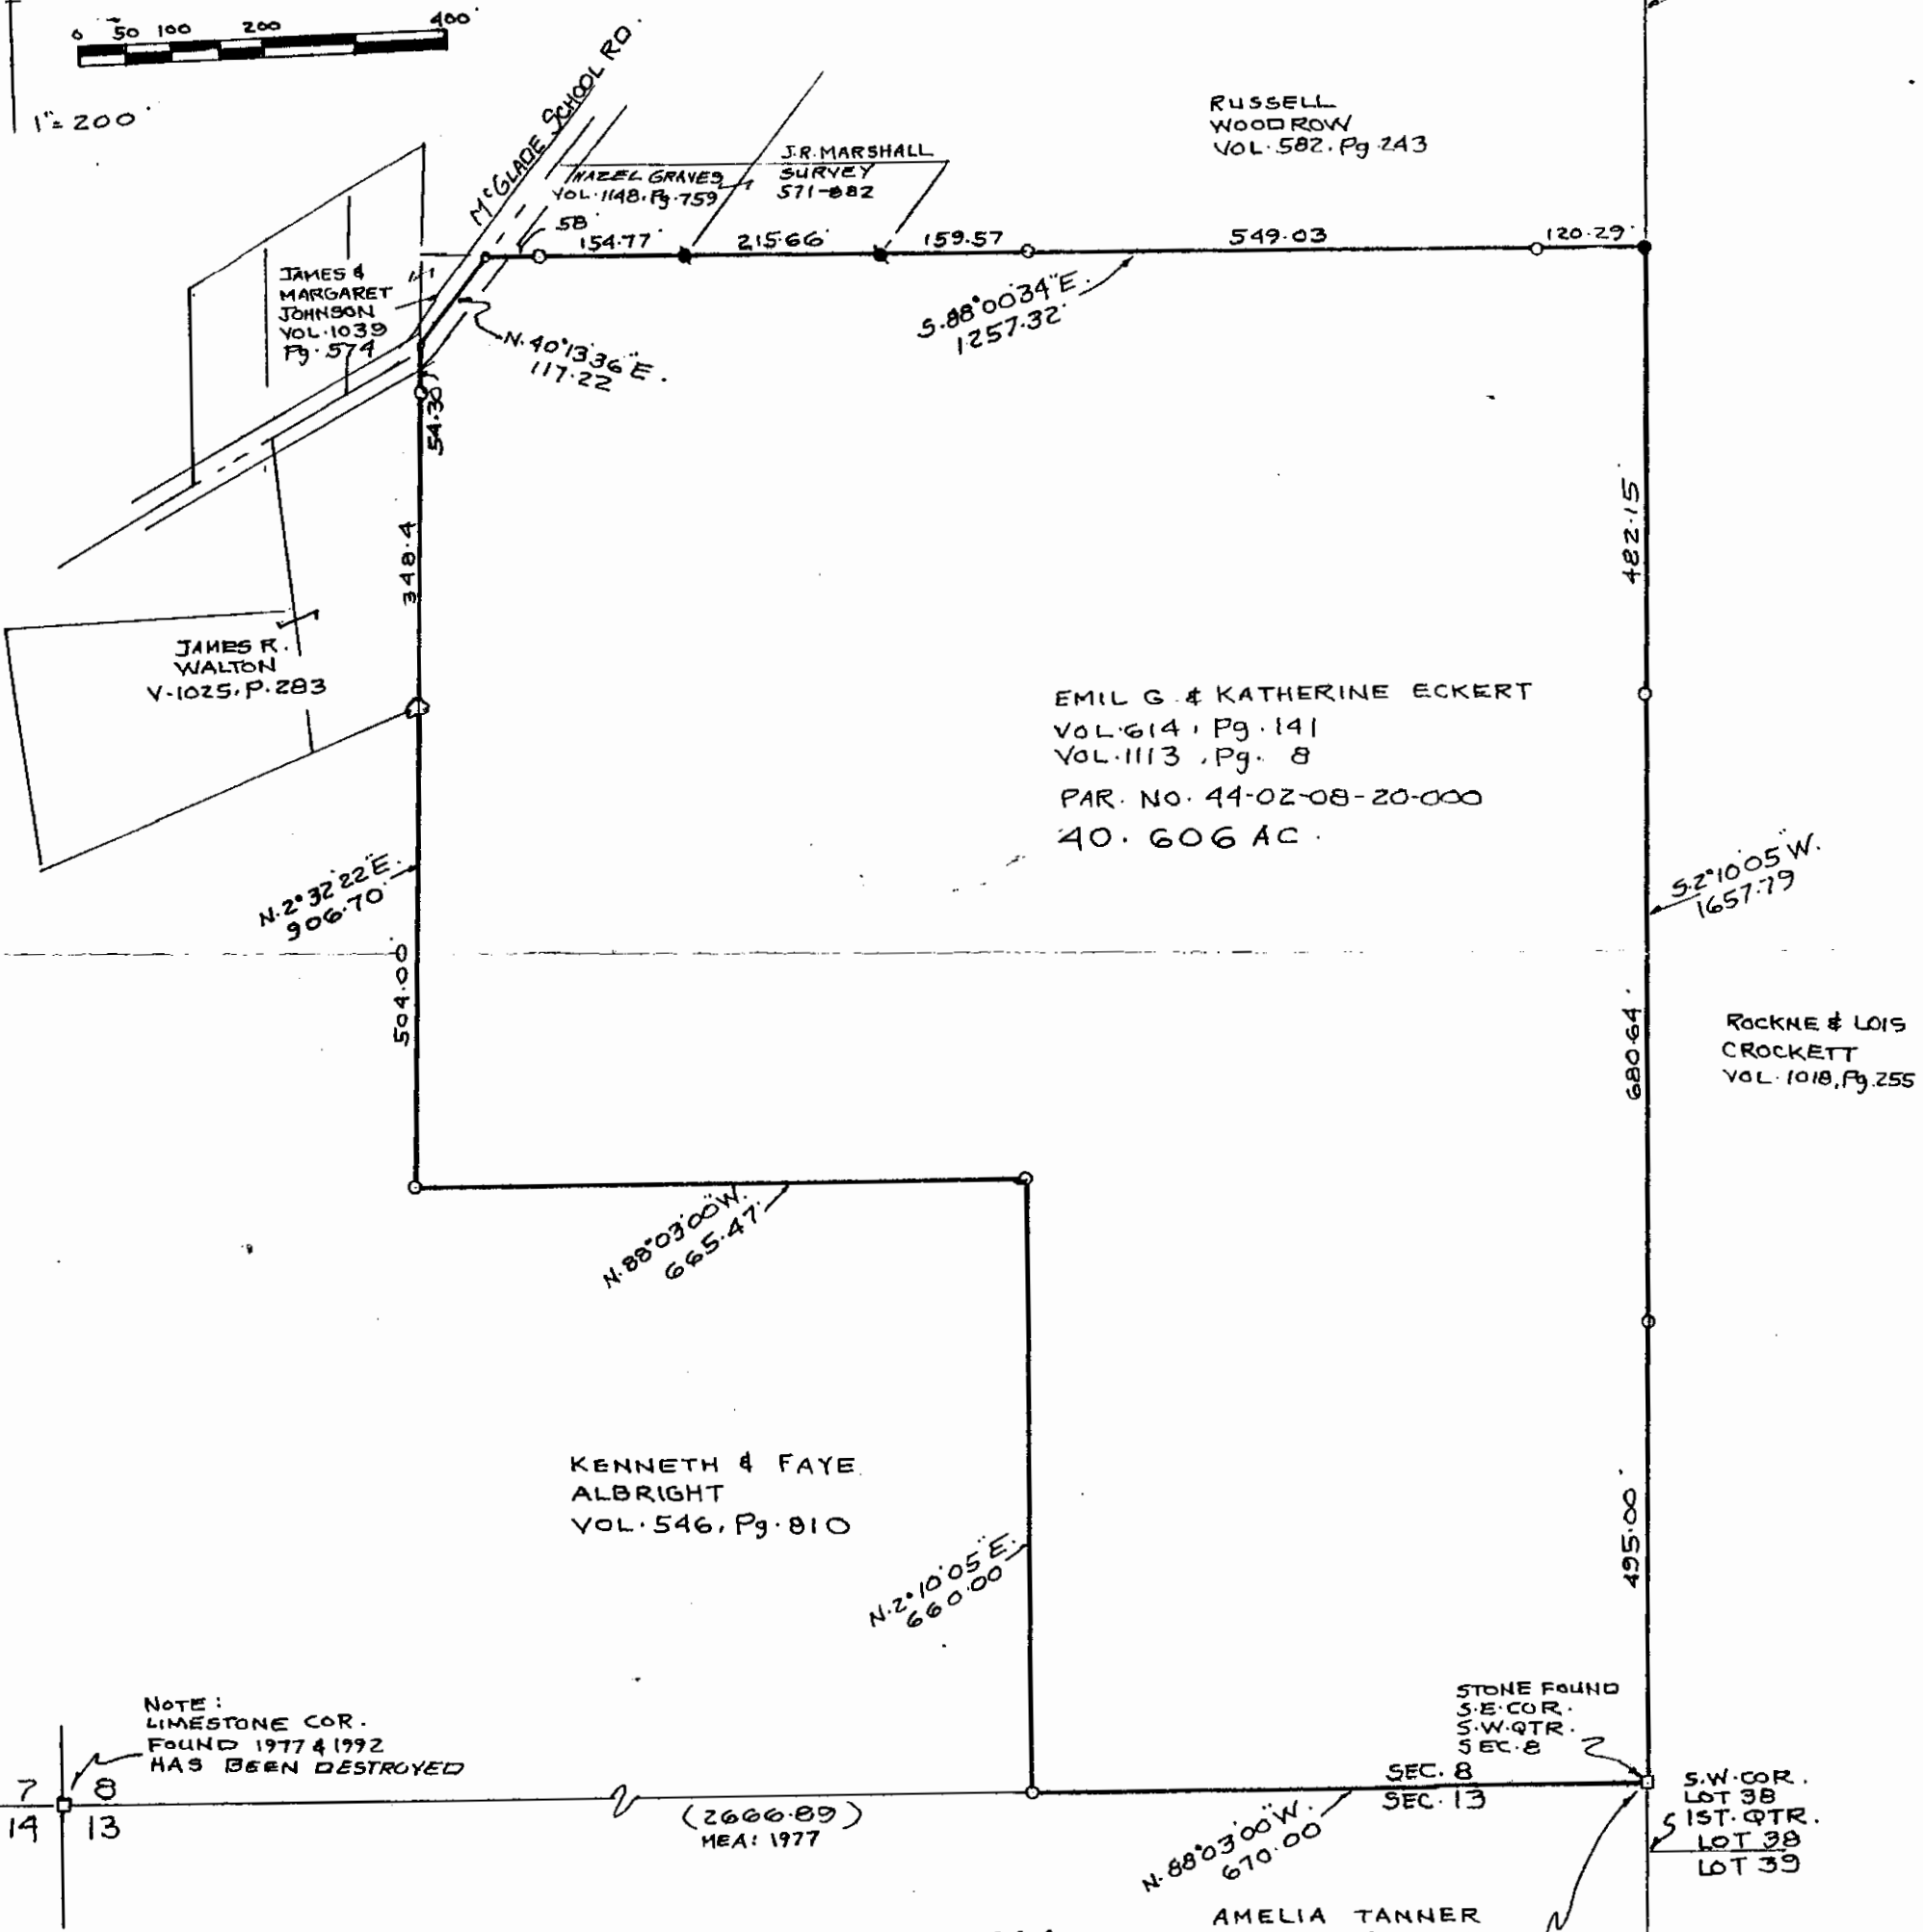 0 50 100 200 400'
1"= 200'
McGLADE SCHOOL RD.
RUSSELL
WOODROW
VOL. 582, Pg. 243
J.R. MARSHALL
SURVEY
571-882
HAZEL GRAVES
VOL. 1148, Pg. 759
58'
154.77'
215.66'
159.57
549.03
120.29'
JAMES &
MARGARET
JOHNSON
VOL. 1039
Pg. 574
N. 40°13'36"E.
117.22
S. 88°00'34"E.
1257.32'
54.30
348.4
482.15
JAMES R.
WALTON
V-1025, P. 283
EMIL G. & KATHERINE ECKERT
VOL. 614, Pg. 141
VOL. 1113, Pg. 8
PAR. NO. 44-02-08-20-000
40.606 AC.
N. 2°32'22"E.
906.70'
S. 2°10'05"W.
1657.79
504.00
680.64'
ROCKNE & LOIS
CROCKETT
VOL. 1018, Pg. 255
N. 88°03'00"W.
665.47'
KENNETH & FAYE
ALBRIGHT
VOL. 546, Pg. 810
N. 2°10'05"E.
660.00
495.00'
NOTE:
LIMESTONE COR.
FOUND 1977 & 1992
HAS BEEN DESTROYED
STONE FOUND
S.E. COR.
S.W. QTR.
SEC. 8
7 8
14 13
(2666.89)
MEA: 1977
SEC. 8
SEC. 13
N. 88°03'00"W.
670.00
S.W. COR.
LOT 38
1ST. QTR.
LOT 38
LOT 39
AMELIA TANNER